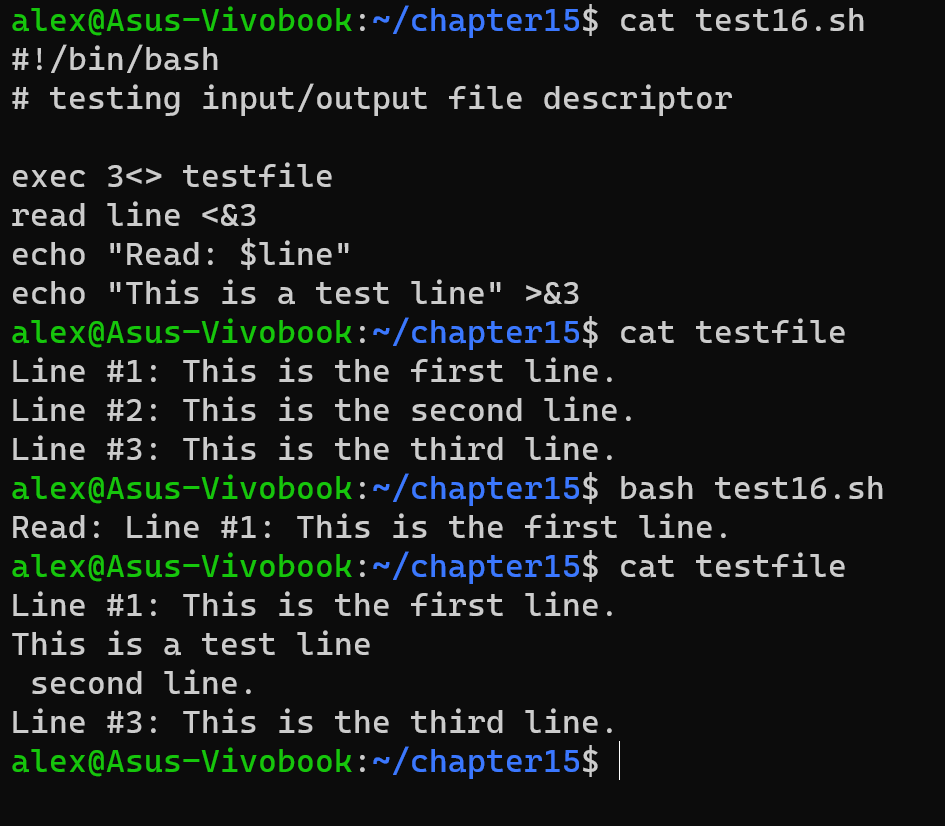 alex@Asus-Vivobook:~/chapter15$ cat test16.sh
#!/bin/bash
# testing input/output file descriptor

exec 3<> testfile
read line <&3
echo "Read: $line"
echo "This is a test line" >&3
alex@Asus-Vivobook:~/chapter15$ cat testfile
Line #1: This is the first line.
Line #2: This is the second line.
Line #3: This is the third line.
alex@Asus-Vivobook:~/chapter15$ bash test16.sh
Read: Line #1: This is the first line.
alex@Asus-Vivobook:~/chapter15$ cat testfile
Line #1: This is the first line.
This is a test line
 second line.
Line #3: This is the third line.
alex@Asus-Vivobook:~/chapter15$